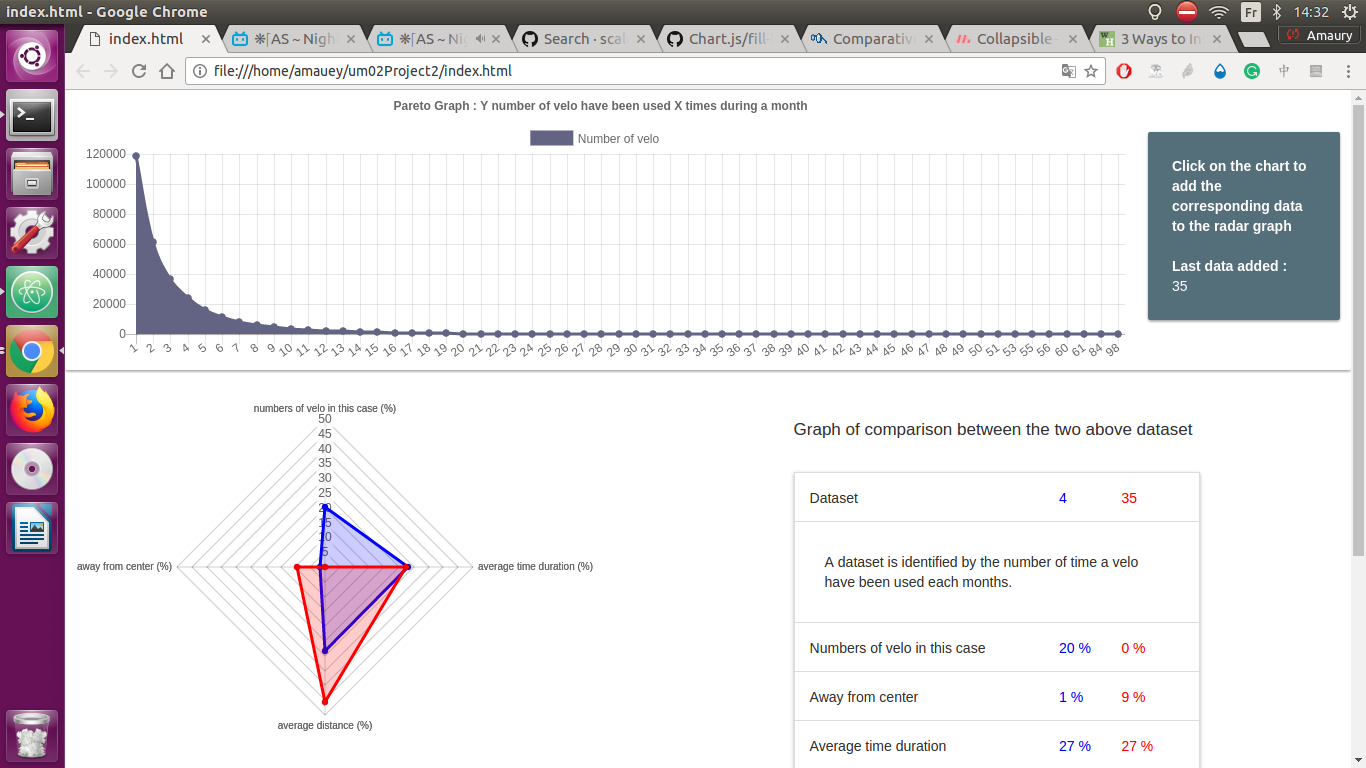 index.html - Google Chrome
Fr
14:32
index.html
❋⌈AS ~ Nigh
❋⌈AS ~ Nig
Search · scal
Chart.js/fill-l
Comparative
Collapsible -
3 Ways to In
Amaury
file:///home/amauey/um02Project2/index.html
Pareto Graph : Y number of velo have been used X times during a month
Number of velo
120000
100000
80000
60000
40000
20000
0
1 2 3 4 5 6 7 8 9 10 11 12 13 14 15 16 17 18 19 20 21 22 23 24 25 26 27 28 29 30 31 32 33 34 35 36 37 38 39 40 41 42 43 44 45 46 47 48 49 50 51 53 55 56 60 61 84 98
Click on the chart to
add the
corresponding data
to the radar graph
Last data added :
35
numbers of velo in this case (%)
50
45
40
35
30
25
20
15
10
5
away from center (%)
average time duration (%)
average distance (%)
Graph of comparison between the two above dataset
Dataset 4 35
A dataset is identified by the number of time a velo
have been used each months.
Numbers of velo in this case 20 % 0 %
Away from center 1 % 9 %
Average time duration 27 % 27 %